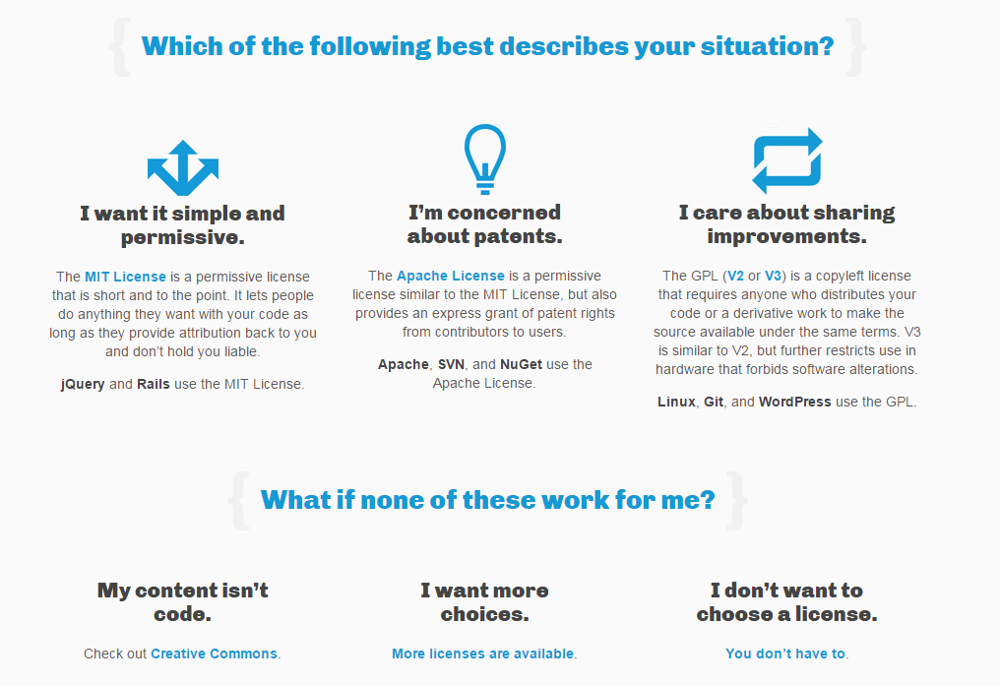 { Which of the following best describes your situation? }
I want it simple and
permissive.
The MIT License is a permissive license
that is short and to the point. It lets people
do anything they want with your code as
long as they provide attribution back to you
and don’t hold you liable.
jQuery and Rails use the MIT License.
I’m concerned
about patents.
The Apache License is a permissive
license similar to the MIT License, but also
provides an express grant of patent rights
from contributors to users.
Apache, SVN, and NuGet use the
Apache License.
I care about sharing
improvements.
The GPL (V2 or V3) is a copyleft license
that requires anyone who distributes your
code or a derivative work to make the
source available under the same terms. V3
is similar to V2, but further restricts use in
hardware that forbids software alterations.
Linux, Git, and WordPress use the GPL.
{ What if none of these work for me? }
My content isn’t
code.
Check out Creative Commons.
I want more
choices.
More licenses are available.
I don’t want to
choose a license.
You don’t have to.